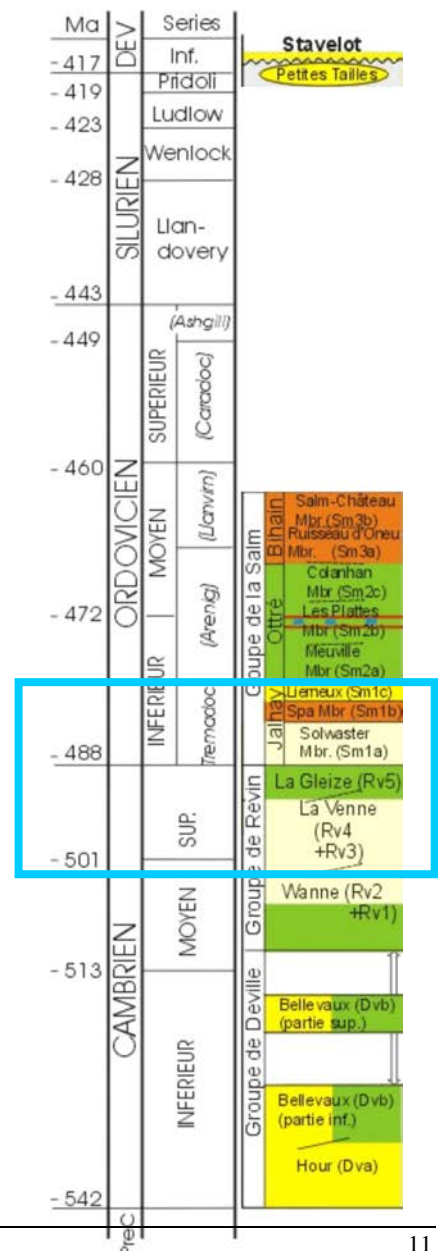 Ma
DEV
Series
Stavelot
Inf.
- 417
Petites Tailles
Pridoli
- 419
Ludlow
- 423
Wenlock
- 428
SILURIEN
Llan-
dovery
- 443
(Ashgill)
- 449
SUPERIEUR
(Caradoc)
- 460
ORDOVICIEN
MOYEN
(Llanvirn)
Groupe de la Salm
Bihain
Salm-Château
Mbr (Sm3b)
Ruisseau d'Oneu
Mbr. (Sm3a)
Ottré
Colanhan
Mbr (Sm2c)
Les Plattes
Mbr (Sm2b)
- 472
(Arenig)
Meuville
Mbr (Sm2a)
INFERIEUR
Tremadoc
Jalhay
Lierneux (Sm1c)
Spa Mbr (Sm1b)
Solwaster
Mbr. (Sm1a)
- 488
SUP.
Groupe de Révin
La Gleize (Rv5)
La Venne
(Rv4
+Rv3)
- 501
CAMBRIEN
MOYEN
Wanne (Rv2
+Rv1)
- 513
INFERIEUR
Groupe de Deville
Bellevaux (Dvb)
(partie sup.)
Bellevaux (Dvb)
(partie inf.)
Hour (Dva)
- 542
PreC
11